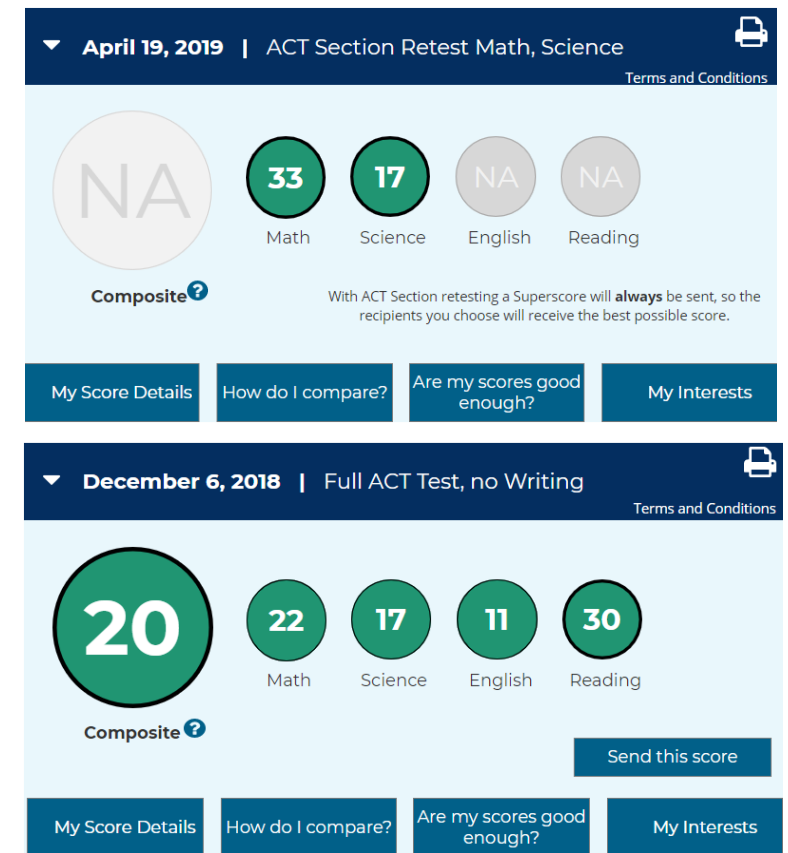 April 19, 2019 | ACT Section Retest Math, Science
Terms and Conditions
NA
33
17
NA
NA
Math
Science
English
Reading
Composite?
With ACT Section retesting a Superscore will always be sent, so the
recipients you choose will receive the best possible score.
My Score Details
How do I compare?
Are my scores good
enough?
My Interests
December 6, 2018 | Full ACT Test, no Writing
Terms and Conditions
20
22
17
11
30
Math
Science
English
Reading
Composite ?
Send this score
My Score Details
How do I compare?
Are my scores good
enough?
My Interests